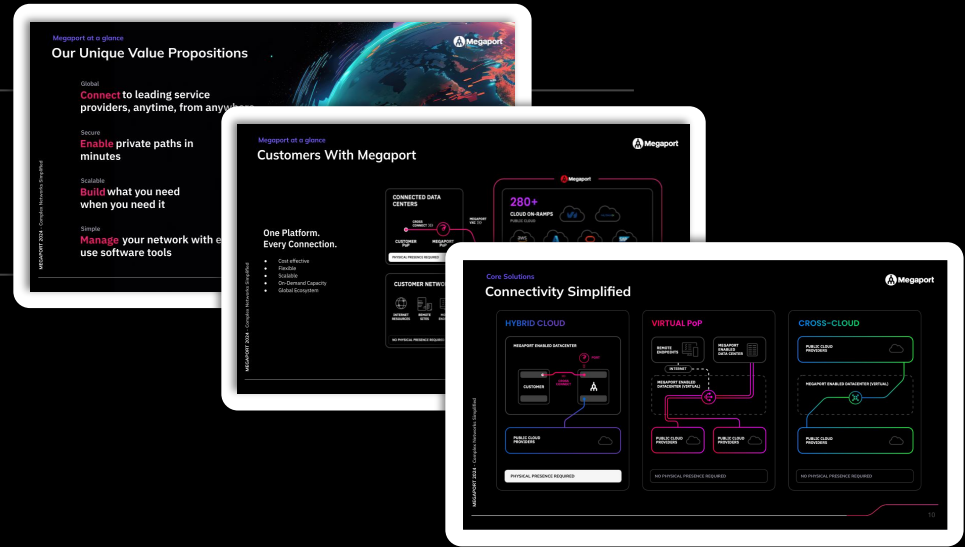 Megaport at a glance
Our Unique Value Propositions
Megaport
Global
Connect to leading service
providers, anytime, from anywhere
Secure
Enable private paths in
minutes
Scalable
Build what you need
when you need it
Simple
Manage your network with e
use software tools
MEGAPORT 2024 - Complex Networks Simplified
Megaport at a glance
Customers With Megaport
Megaport
One Platform.
Every Connection.
Cost effective
Flexible
Scalable
On-Demand Capacity
Global Ecosystem
CONNECTED DATA
CENTERS
CROSS
CONNECT
MEGAPORT
VXC
CUSTOMER
PoP
MEGAPORT
PoP
PHYSICAL PRESENCE REQUIRED
CUSTOMER NETWO
INTERNET
RESOURCES
REMOTE
SITES
NO PHYSICAL PRESENCE REQUIRED
Megaport
280+
CLOUD ON-RAMPS
PUBLIC CLOUD
MEGAPORT 2024 - Complex Networks Simplified
Core Solutions
Connectivity Simplified
Megaport
HYBRID CLOUD
MEGAPORT ENABLED DATACENTER
PORT
CUSTOMER
CROSS
CONNECT
PUBLIC CLOUD
PROVIDERS
PHYSICAL PRESENCE REQUIRED
VIRTUAL PoP
REMOTE
ENDPOINTS
MEGAPORT
ENABLED
DATA CENTER
INTERNET
MEGAPORT ENABLED
DATACENTER (VIRTUAL)
PUBLIC CLOUD
PROVIDERS
PUBLIC CLOUD
PROVIDERS
NO PHYSICAL PRESENCE REQUIRED
CROSS-CLOUD
PUBLIC CLOUD
PROVIDERS
MEGAPORT ENABLED DATACENTER (VIRTUAL)
PUBLIC CLOUD
PROVIDERS
NO PHYSICAL PRESENCE REQUIRED
MEGAPORT 2024 - Complex Networks Simplified
10